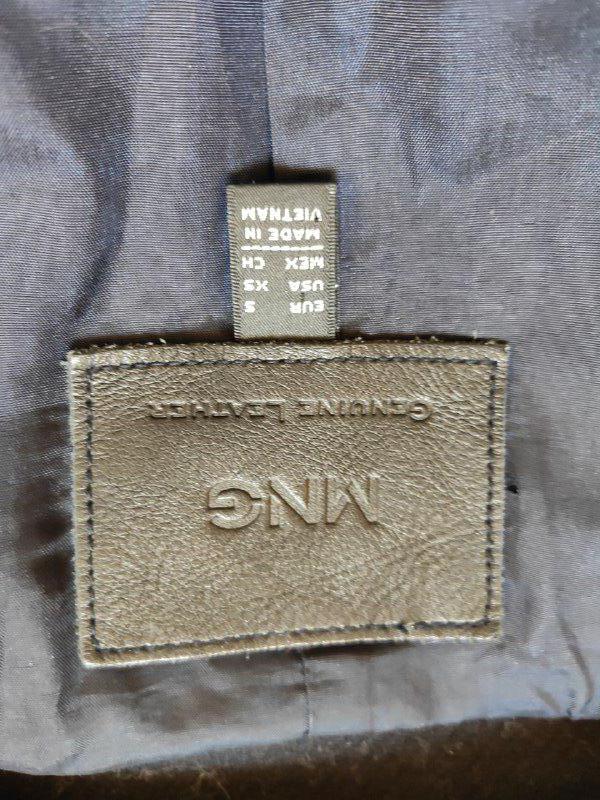 MNG
GENUINE LEATHER
EUR S
USA XS
MEX CH
MADE IN
VIETNAM